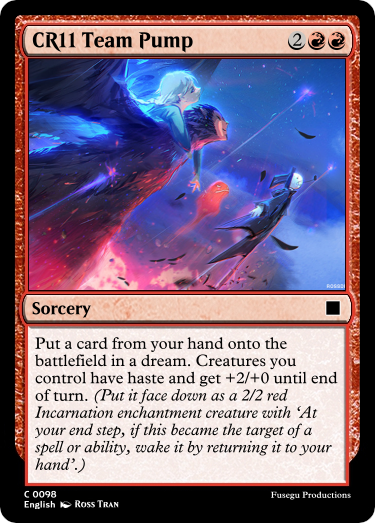 CR11 Team Pump 2
Sorcery
Put a card from your hand onto the
battlefield in a dream. Creatures you
control have haste and get +2/+0 until end
of turn. (Put it face down as a 2/2 red
Incarnation enchantment creature with ‘At
your end step, if this became the target of a
spell or ability, wake it by returning it to your
hand’.)
C 0098
Fusegu Productions
English Ross Tran